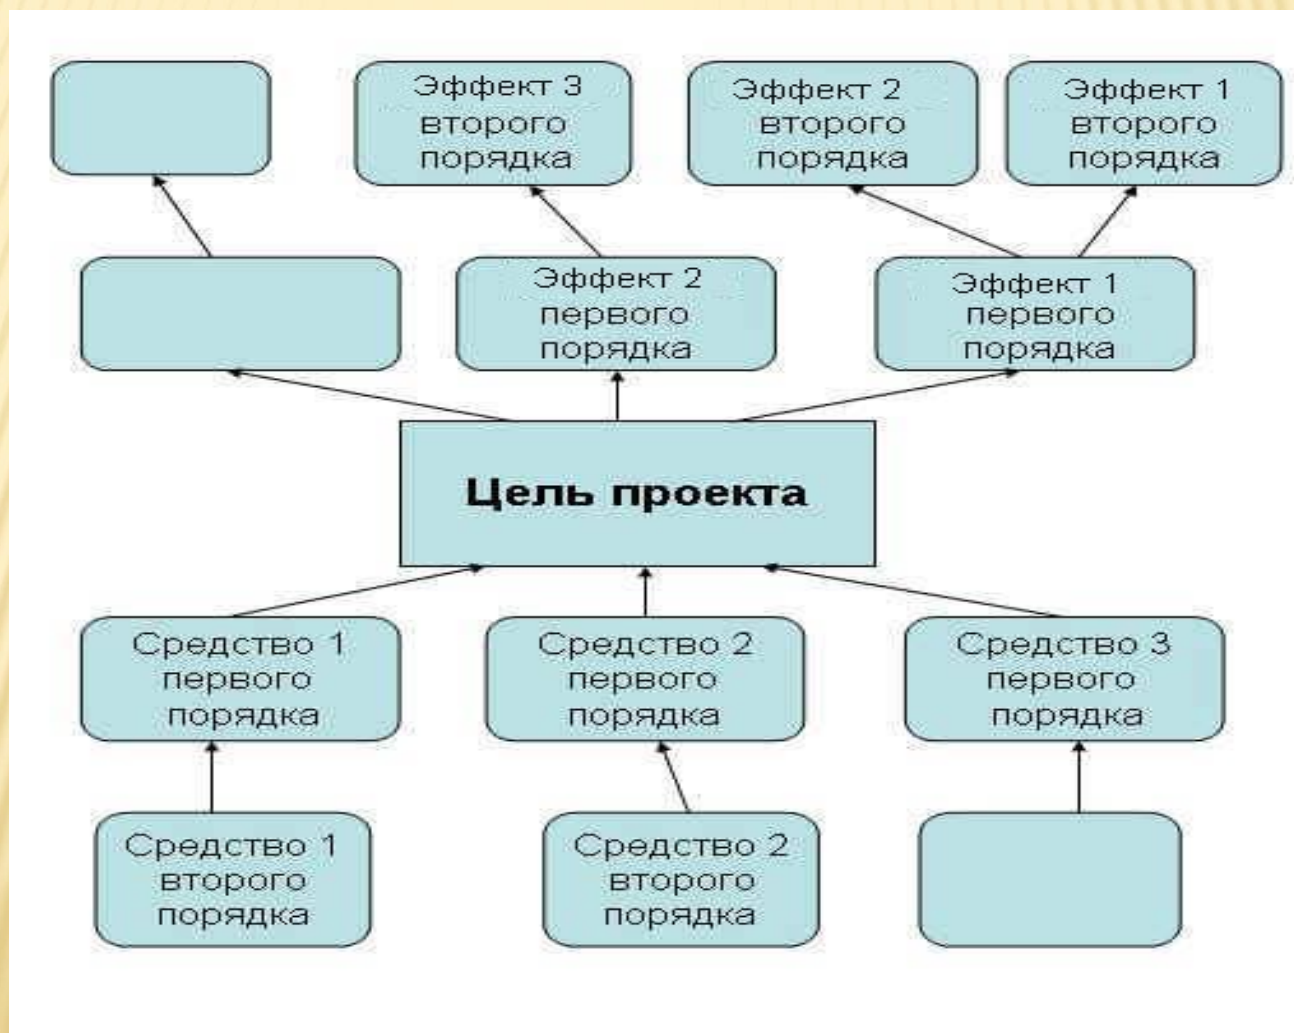 Эффект 3
второго
порядка
Эффект 2
второго
порядка
Эффект 1
второго
порядка
Эффект 2
первого
порядка
Эффект 1
первого
порядка
Цель проекта
Средство 1
первого
порядка
Средство 2
первого
порядка
Средство 3
первого
порядка
Средство 1
второго
порядка
Средство 2
второго
порядка